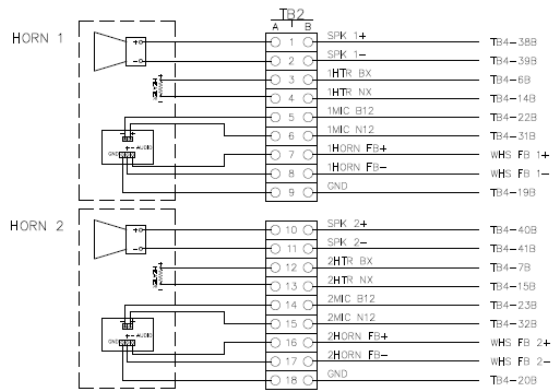 TB2
A B
HORN 1
1 SPK 1+ TB4-38B
2 SPK 1- TB4-39B
3 1HTR BX TB4-6B
4 1HTR NX TB4-14B
5 1MIC B12 TB4-22B
6 1MIC N12 TB4-31B
7 1HORN FB+ WHS FB 1+
8 1HORN FB- WHS FB 1-
9 GND TB4-19B
+
-
+ - AUDIO
GND
HORN 2
10 SPK 2+ TB4-40B
11 SPK 2- TB4-41B
12 2HTR BX TB4-7B
13 2HTR NX TB4-15B
14 2MIC B12 TB4-23B
15 2MIC N12 TB4-32B
16 2HORN FB+ WHS FB 2+
17 2HORN FB- WHS FB 2-
18 GND TB4-20B
+
-
+ - AUDIO
GND